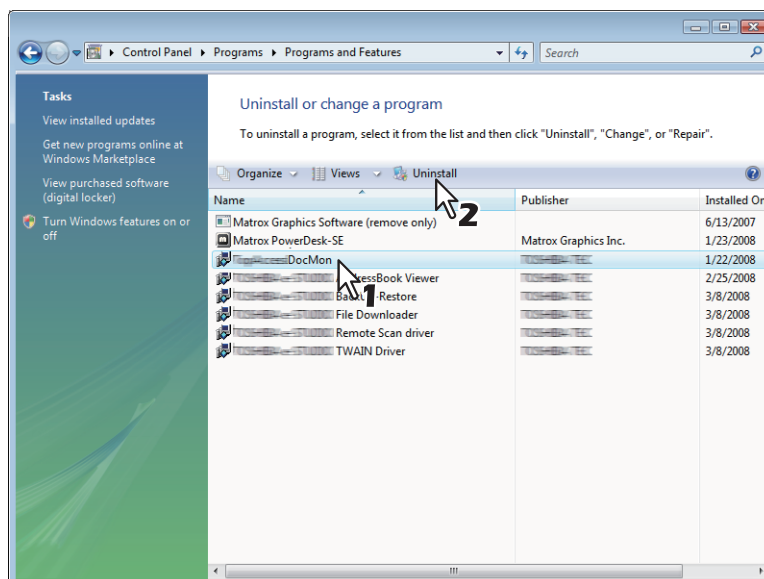 Control Panel ▸ Programs ▸ Programs and Features
Search
Tasks
View installed updates
Get new programs online at
Windows Marketplace
View purchased software
(digital locker)
Turn Windows features on or
off
Uninstall or change a program
To uninstall a program, select it from the list and then click "Uninstall", "Change", or "Repair".
Organize Views Uninstall
Name Publisher Installed On
Matrox Graphics Software (remove only) 6/13/2007
Matrox PowerDesk-SE Matrox Graphics Inc. 1/23/2008
DocMon 1/22/2008
ressBook Viewer 2/25/2008
Restore 3/8/2008
File Downloader 3/8/2008
Remote Scan driver 3/8/2008
TWAIN Driver 3/8/2008
1
2